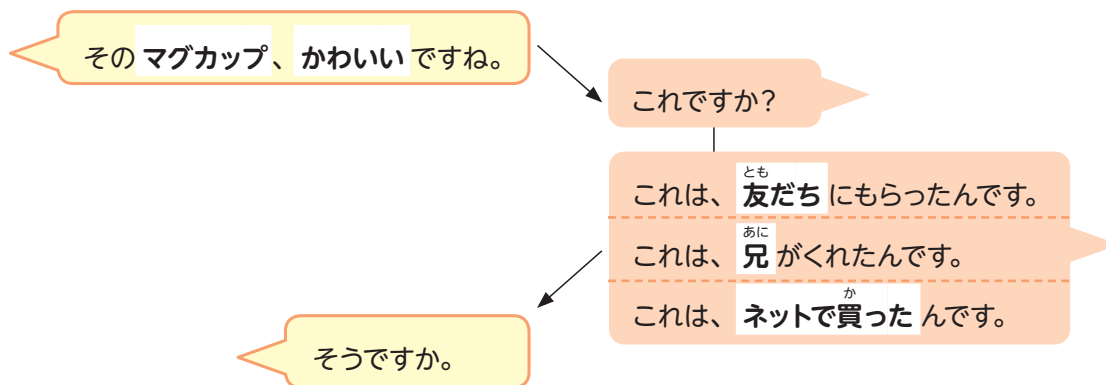 その マグカップ 、 かわいい ですね。
これですか？
とも
これは、 友だち にもらったんです。
あに
これは、 兄 がくれたんです。
か
これは、 ネットで買った んです。
そうですか。